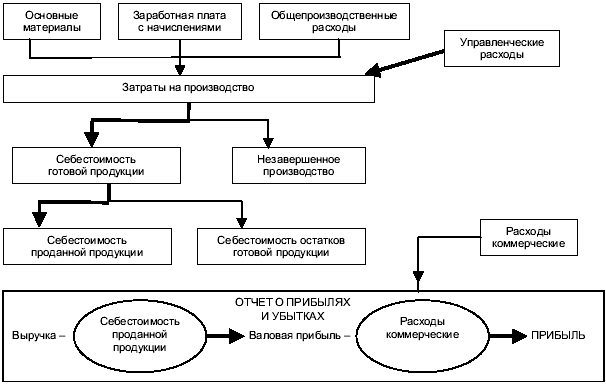 Основные
материалы
Заработная плата
с начислениями
Общепроизводственные
расходы
Управленческие
расходы
Затраты на производство
Себестоимость
готовой продукции
Незавершенное
производство
Себестоимость
проданной продукции
Себестоимость остатков
готовой продукции
Расходы
коммерческие
ОТЧЕТ О ПРИБЫЛЯХ
И УБЫТКАХ
Выручка –
Себестоимость
проданной
продукции
Валовая прибыль –
Расходы
коммерческие
ПРИБЫЛЬ